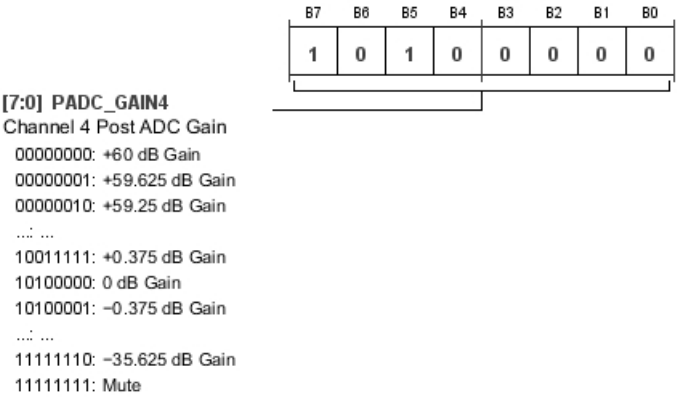 B7 B6 B5 B4 B3 B2 B1 B0
1 0 1 0 0 0 0 0
[7:0] PADC_GAIN4
Channel 4 Post ADC Gain
00000000: +60 dB Gain
00000001: +59.625 dB Gain
00000010: +59.25 dB Gain
...: ...
10011111: +0.375 dB Gain
10100000: 0 dB Gain
10100001: −0.375 dB Gain
...: ...
11111110: −35.625 dB Gain
11111111: Mute